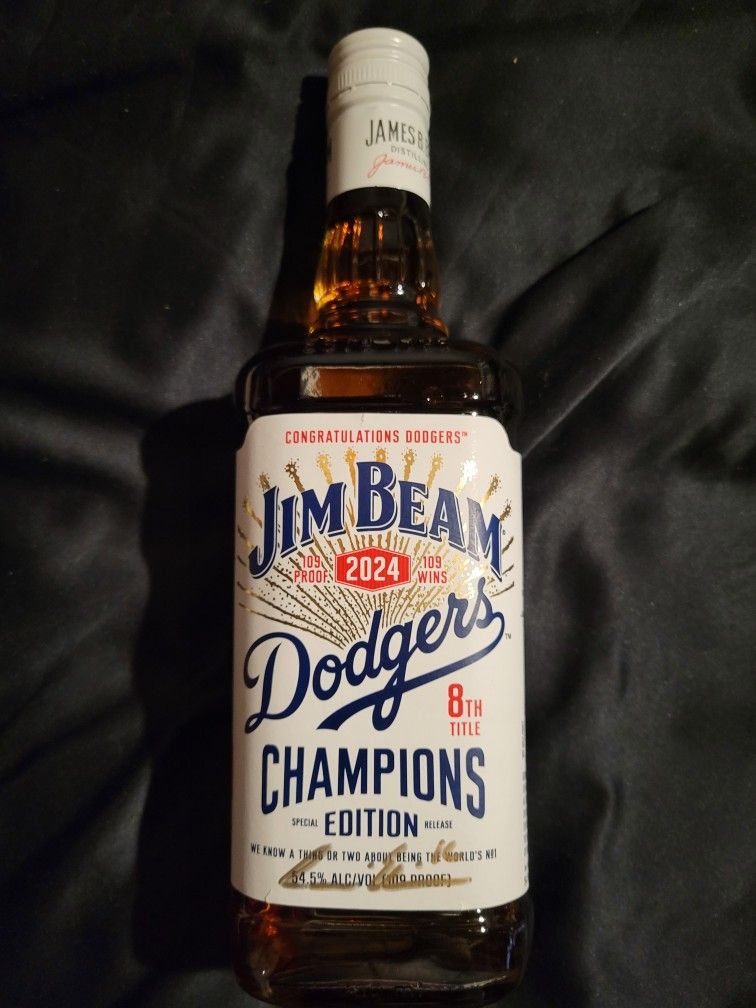 JAMES B.
DISTILL
CONGRATULATIONS DODGERS™
JIM BEAM®
109 PROOF 2024 109 WINS
Dodgers™
8TH
TITLE
CHAMPIONS
SPECIAL EDITION RELEASE
WE KNOW A THING OR TWO ABOUT BEING THE WORLD'S Nº1
54.5% ALC/VOL (109 PROOF)